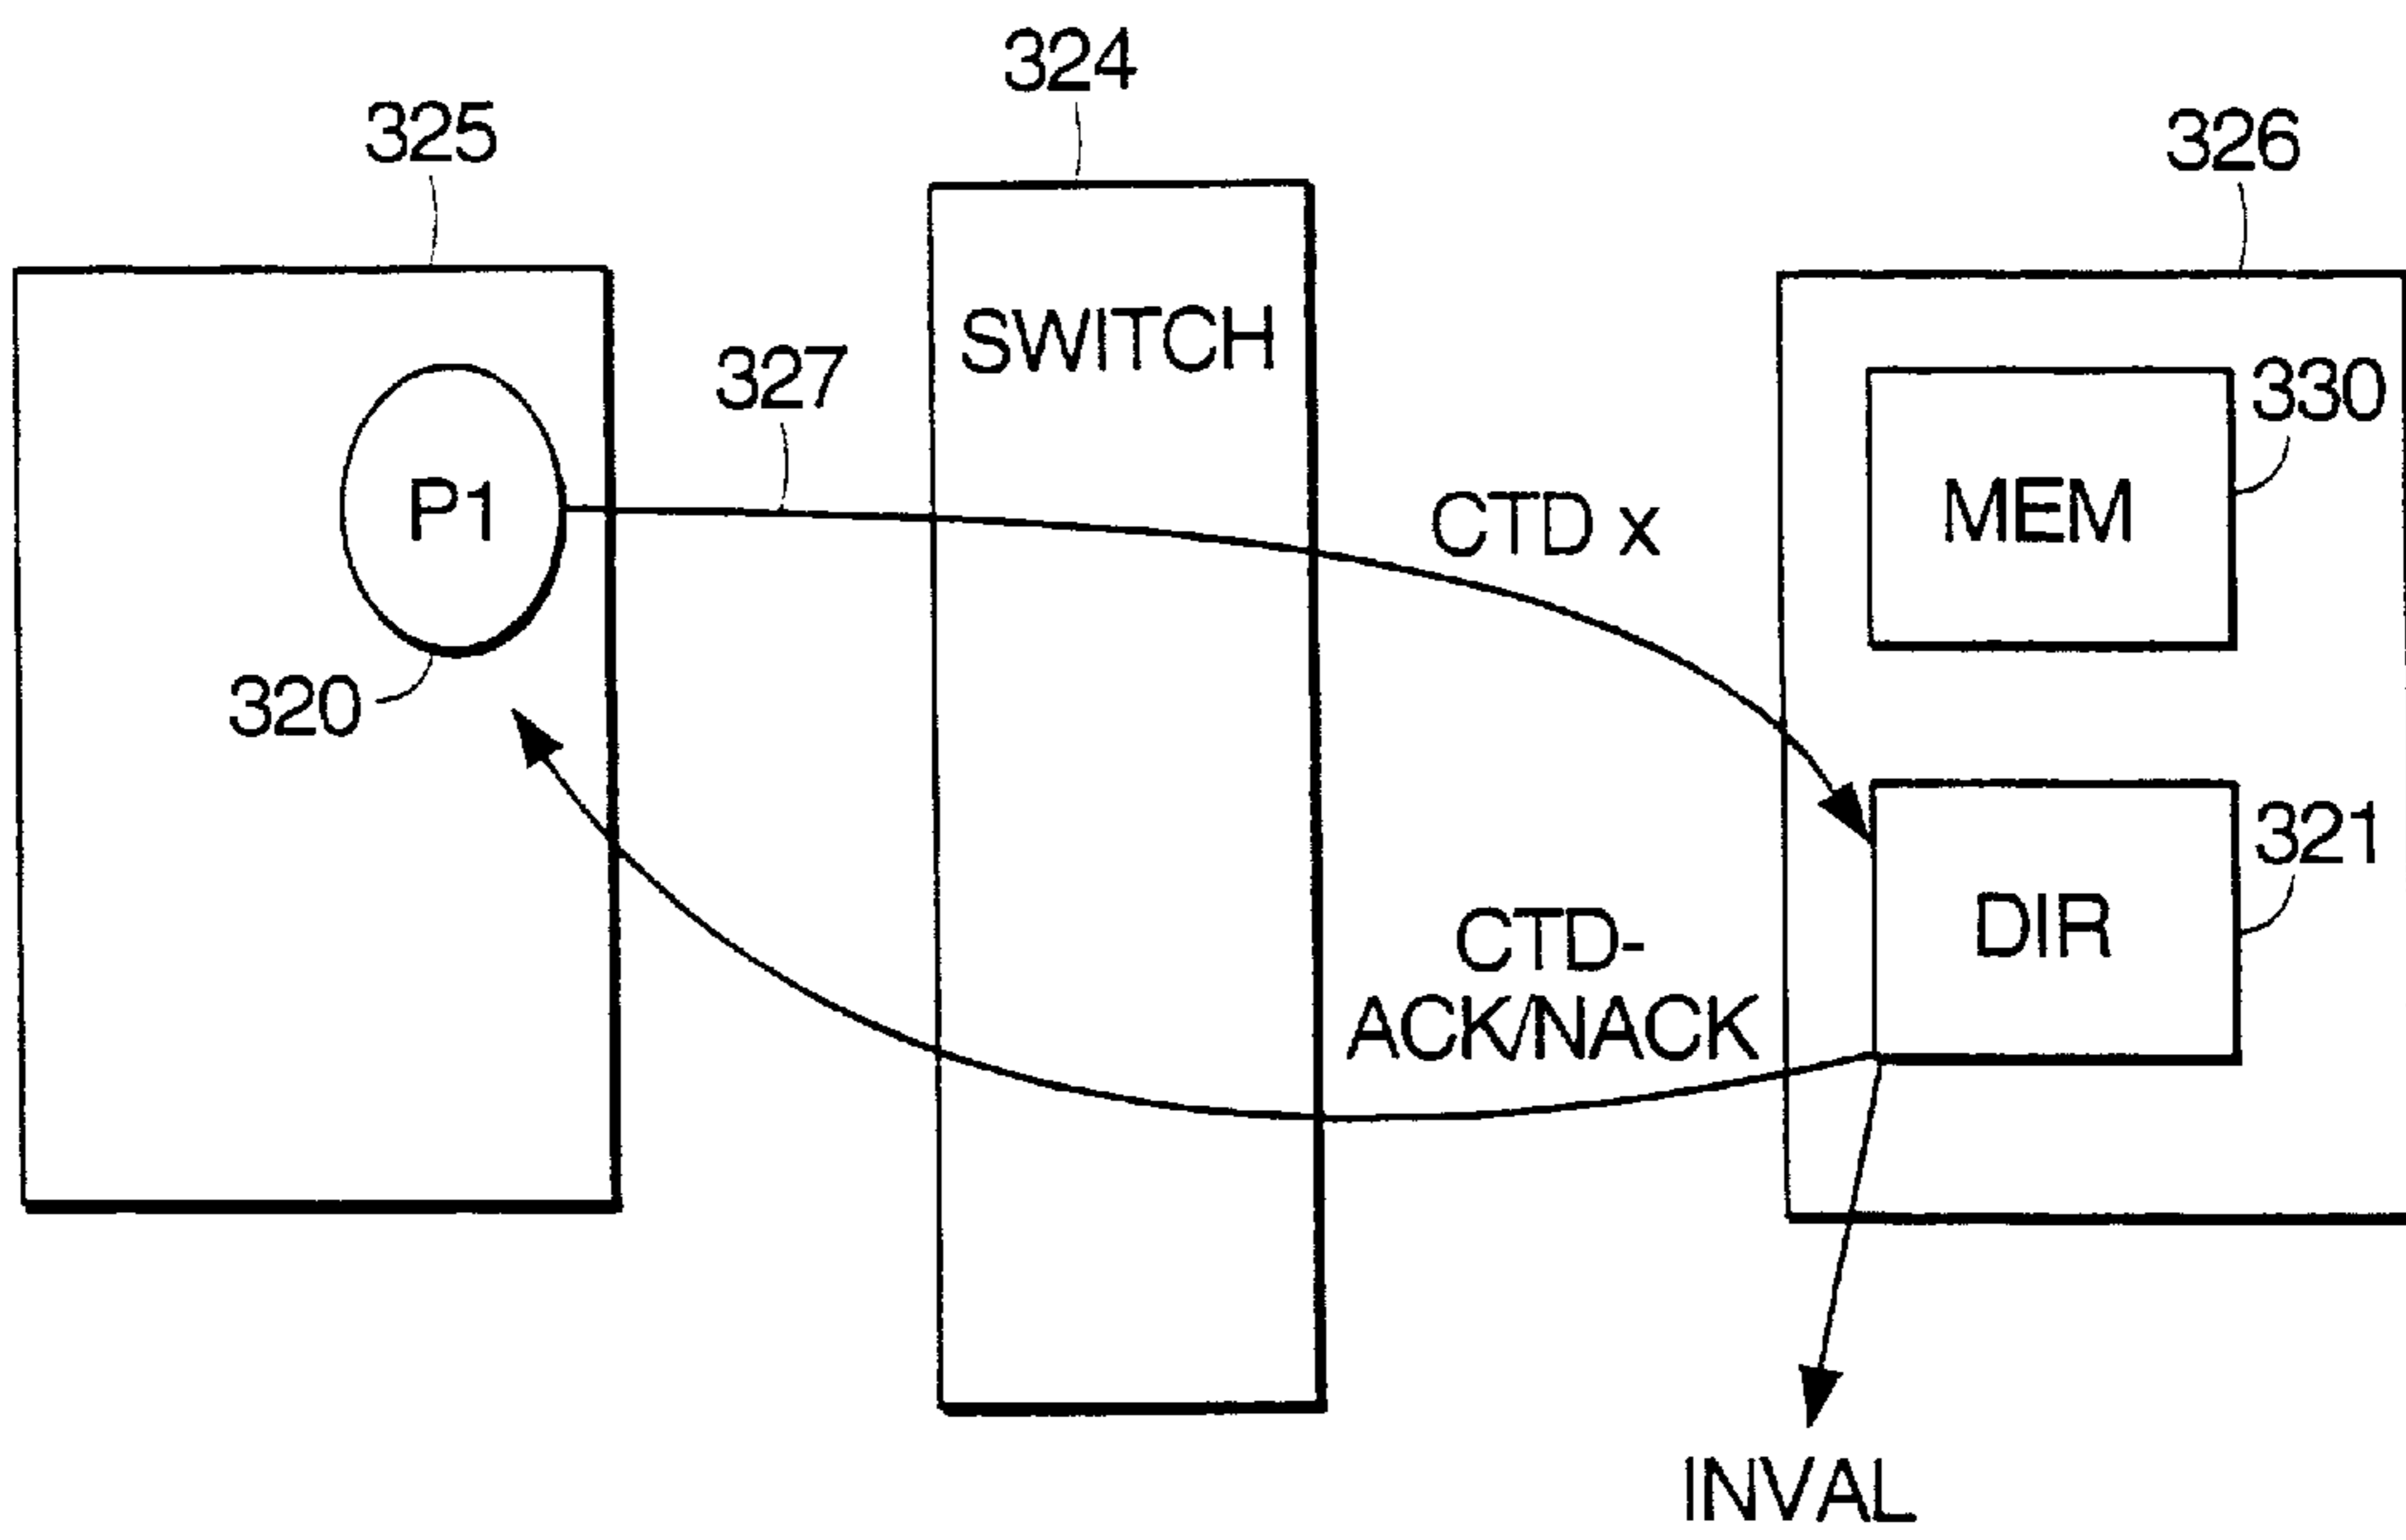 324
325
326
SWITCH
327
330
P1
CTD x
MEM
320
321
CTD-
ACK/NACK
DIR
INVAL